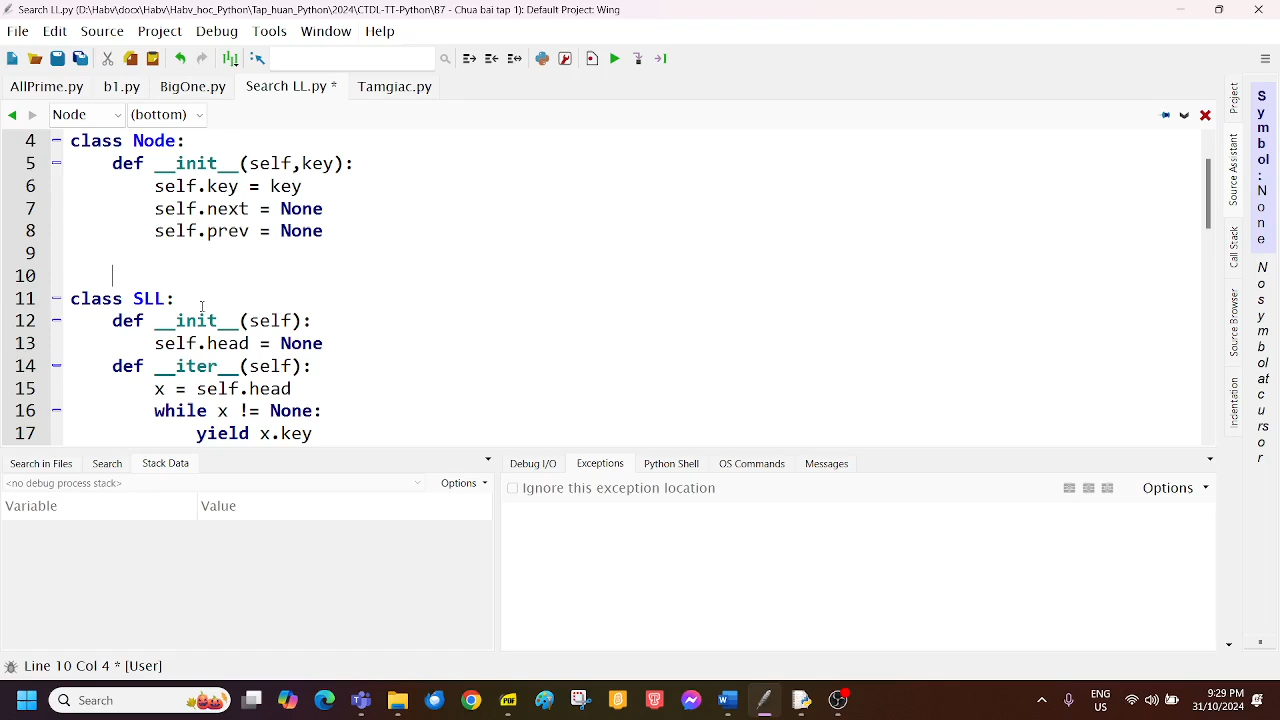 Search LL.py (D:\Habv\docx\Habv\Habv_hoc_Python\Tap_huan_Python\2024\CTDL-TT-Python\B7 - Chua bai tap 1): Default Project: Wing
File Edit Source Project Debug Tools Window Help
AllPrime.py b1.py BigOne.py Search LL.py * Tamgiac.py
Node (bottom)
4 class Node:
5 def __init__(self,key):
6 self.key = key
7 self.next = None
8 self.prev = None
9
10
11 class SLL:
12 def __init__(self):
13 self.head = None
14 def __iter__(self):
15 x = self.head
16 while x != None:
17 yield x.key
Project
Source Assistant
Call Stack
Source Browser
Indentation
Symbol: None
No symbol at cursor
Search in Files Search Stack Data
<no debug process stack> Options
Variable Value
Debug I/O Exceptions Python Shell OS Commands Messages
Ignore this exception location Options
Line 10 Col 4 * [User]
Search
PDF
ENG
US
9:29 PM
31/10/2024